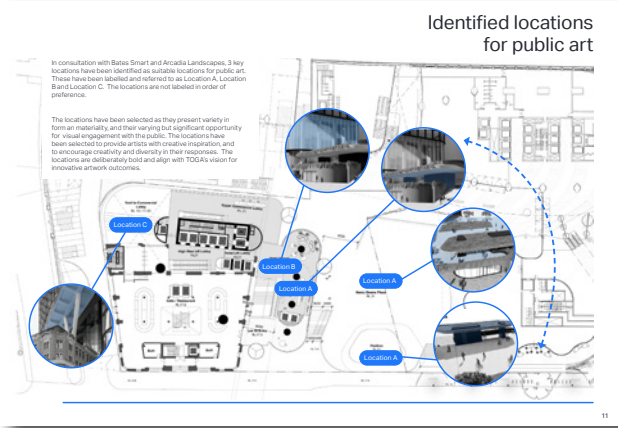 Identified locations
for public art
In consultation with Bates Smart and Arcadia Landscapes, 3 key
locations have been identified as suitable locations for public art.
These have been labelled and referred to as Location A, Location
B and Location C. The locations are not labeled in order of
preference.
The locations have been selected as they present variety in
form an materiality, and their varying but significant opportunity
for visual engagement with the public. The locations have
been selected to provide artists with creative inspiration, and
to encourage creativity and diversity in their responses. The
locations are deliberately bold and align with TOGA's vision for
innovative artwork outcomes.
Location C
Location B
Location A
Location A
Location A
11